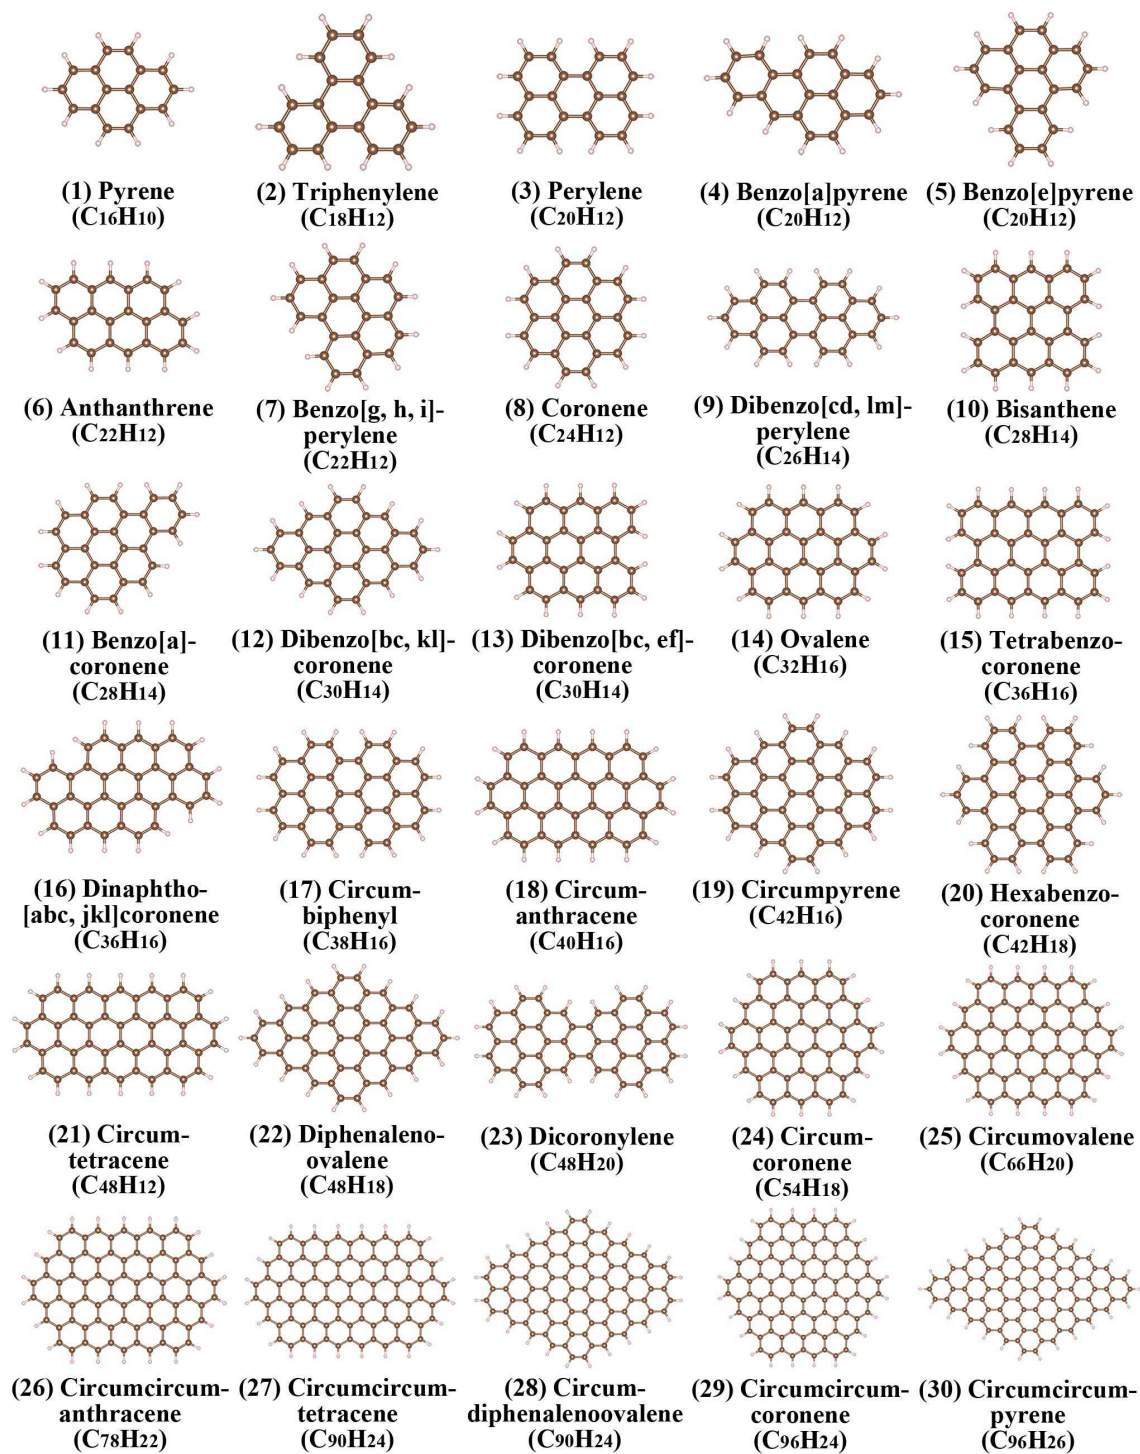 (1) Pyrene
(C16H10)
(2) Triphenylene
(C18H12)
(3) Perylene
(C20H12)
(4) Benzo[a]pyrene
(C20H12)
(5) Benzo[e]pyrene
(C20H12)
(6) Anthanthrene
(C22H12)
(7) Benzo[g, h, i]-
perylene
(C22H12)
(8) Coronene
(C24H12)
(9) Dibenzo[cd, lm]-
perylene
(C26H14)
(10) Bisanthene
(C28H14)
(11) Benzo[a]-
coronene
(C28H14)
(12) Dibenzo[bc, kl]-
coronene
(C30H14)
(13) Dibenzo[bc, ef]-
coronene
(C30H14)
(14) Ovalene
(C32H16)
(15) Tetrabenzo-
coronene
(C36H16)
(16) Dinaphtho-
[abc, jkl]coronene
(C36H16)
(17) Circum-
biphenyl
(C38H16)
(18) Circum-
anthracene
(C40H16)
(19) Circumpyrene
(C42H16)
(20) Hexabenzo-
coronene
(C42H18)
(21) Circum-
tetracene
(C48H12)
(22) Diphenaleno-
ovalene
(C48H18)
(23) Dicoronylene
(C48H20)
(24) Circum-
coronene
(C54H18)
(25) Circumovalene
(C66H20)
(26) Circumcircum-
anthracene
(C78H22)
(27) Circumcircum-
tetracene
(C90H24)
(28) Circum-
diphenalenoovalene
(C90H24)
(29) Circumcircum-
coronene
(C96H24)
(30) Circumcircum-
pyrene
(C96H26)